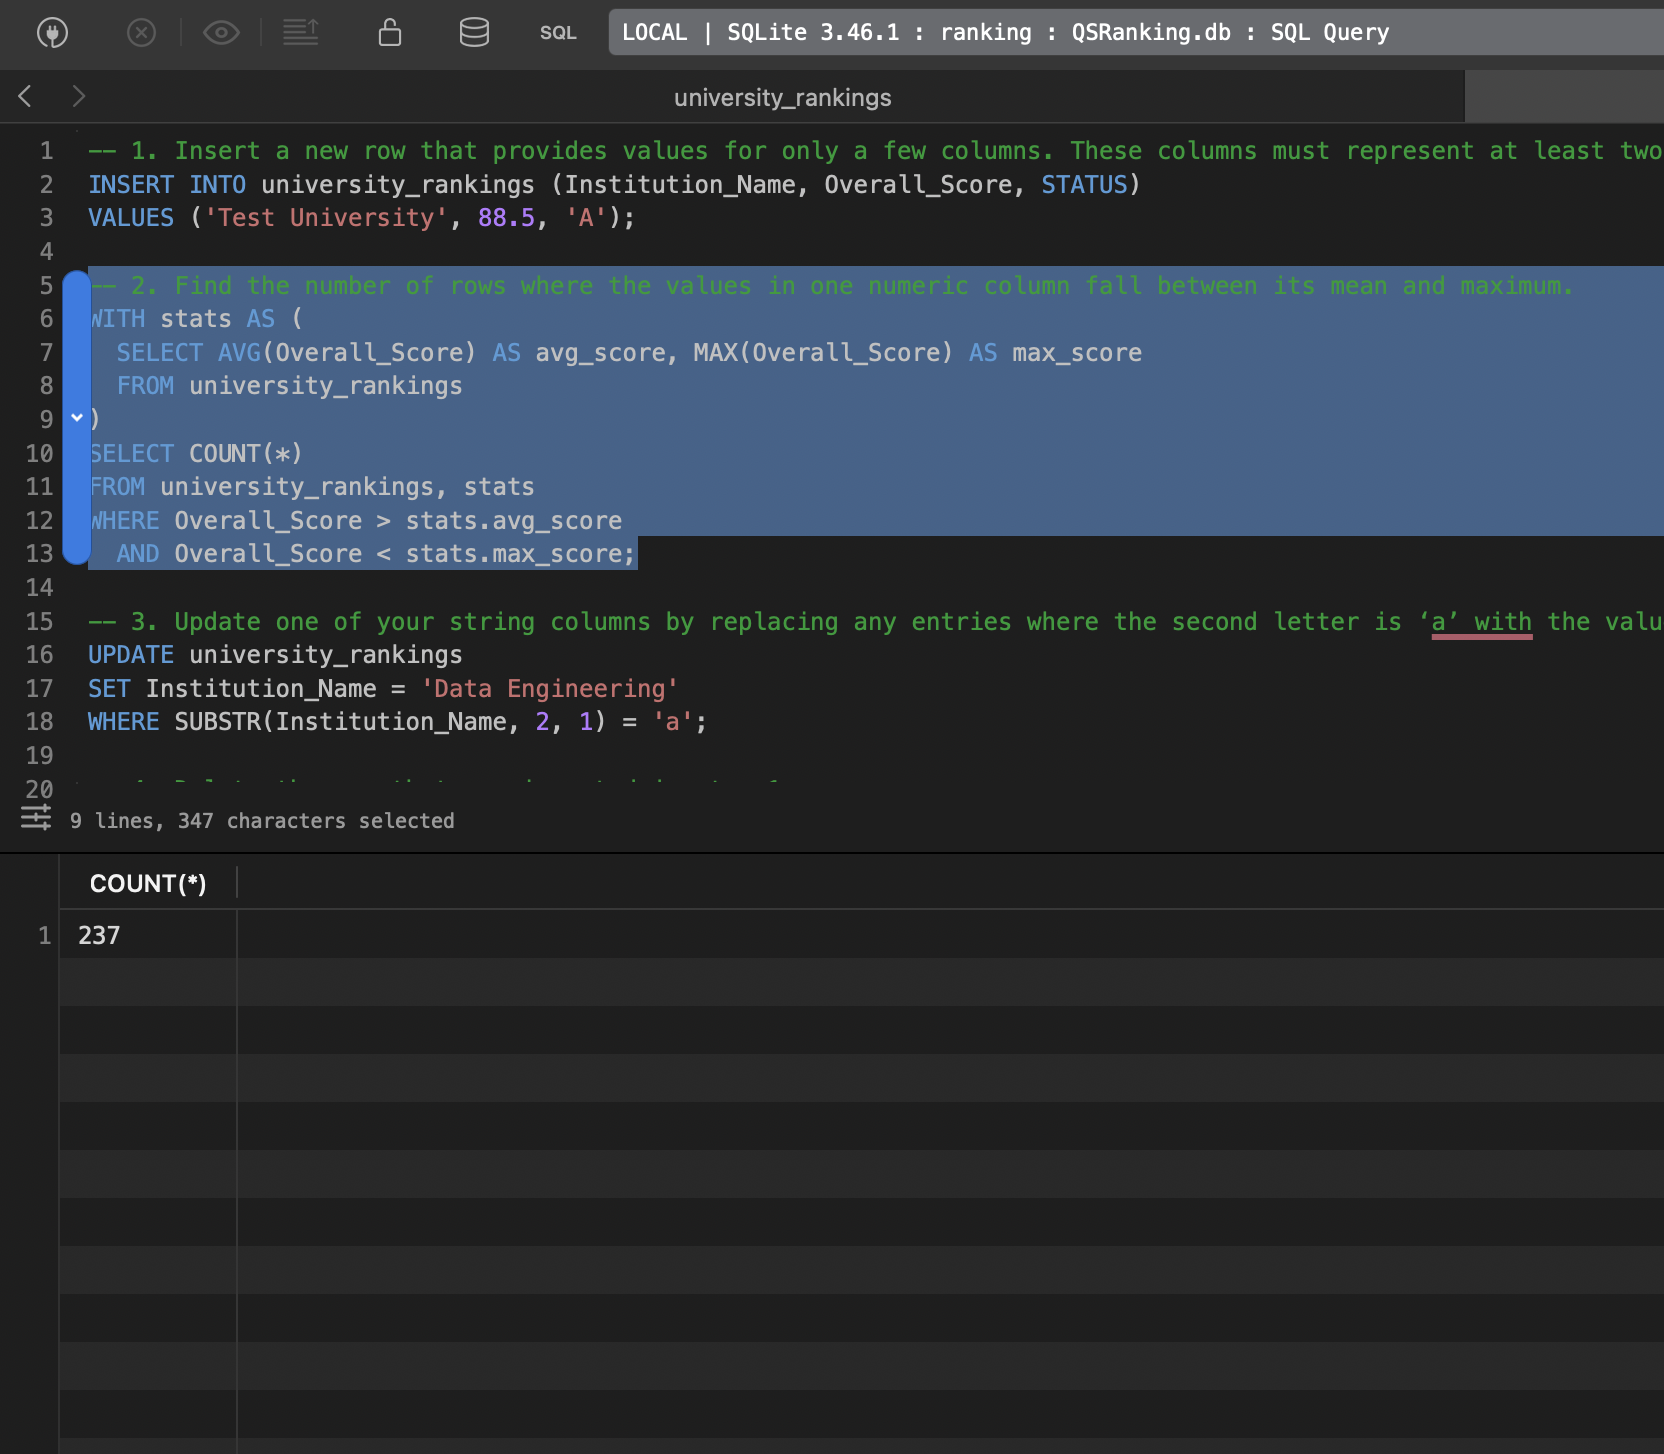 SQL
LOCAL | SQLite 3.46.1 : ranking : QSRanking.db : SQL Query
university_rankings
1 -- 1. Insert a new row that provides values for only a few columns. These columns must represent at least two
2 INSERT INTO university_rankings (Institution_Name, Overall_Score, STATUS)
3 VALUES ('Test University', 88.5, 'A');
4
5 -- 2. Find the number of rows where the values in one numeric column fall between its mean and maximum.
6 WITH stats AS (
7 SELECT AVG(Overall_Score) AS avg_score, MAX(Overall_Score) AS max_score
8 FROM university_rankings
9 )
10 SELECT COUNT(*)
11 FROM university_rankings, stats
12 WHERE Overall_Score > stats.avg_score
13 AND Overall_Score < stats.max_score;
14
15 -- 3. Update one of your string columns by replacing any entries where the second letter is ‘a’ with the valu
16 UPDATE university_rankings
17 SET Institution_Name = 'Data Engineering'
18 WHERE SUBSTR(Institution_Name, 2, 1) = 'a';
19
20
9 lines, 347 characters selected
COUNT(*)
1 237